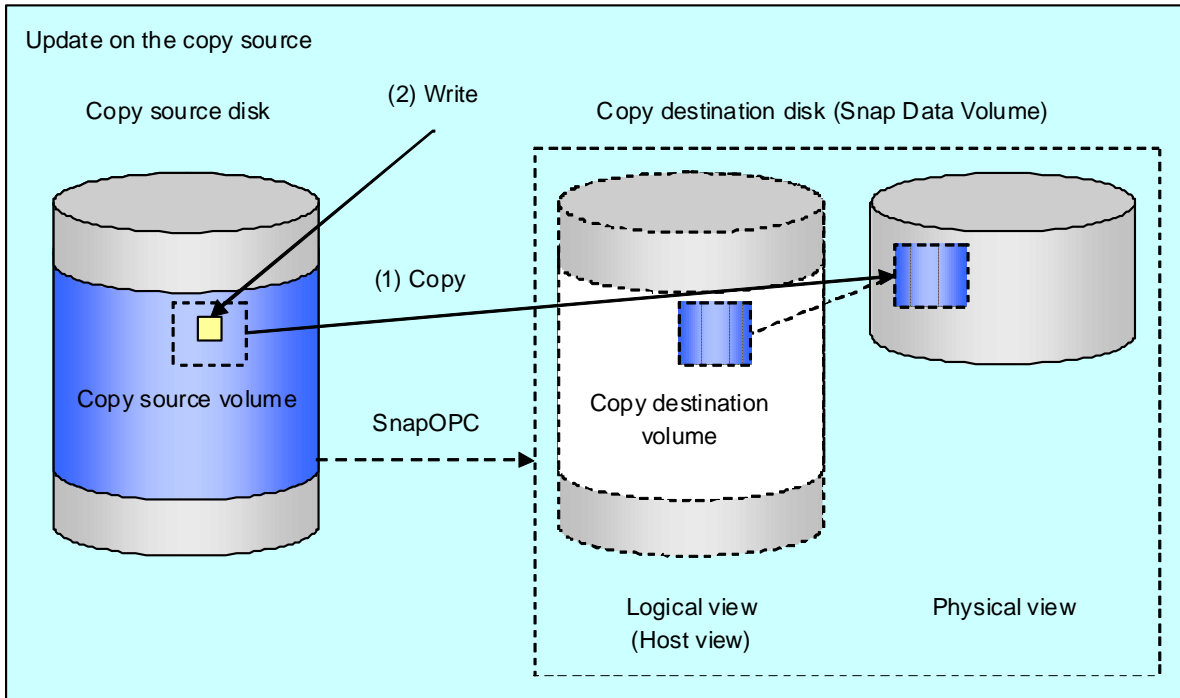 Update on the copy source
(2) Write
Copy source disk
Copy destination disk (Snap Data Volume)
(1) Copy
Copy source volume
SnapOPC
Copy destination
volume
Logical view
(Host view)
Physical view